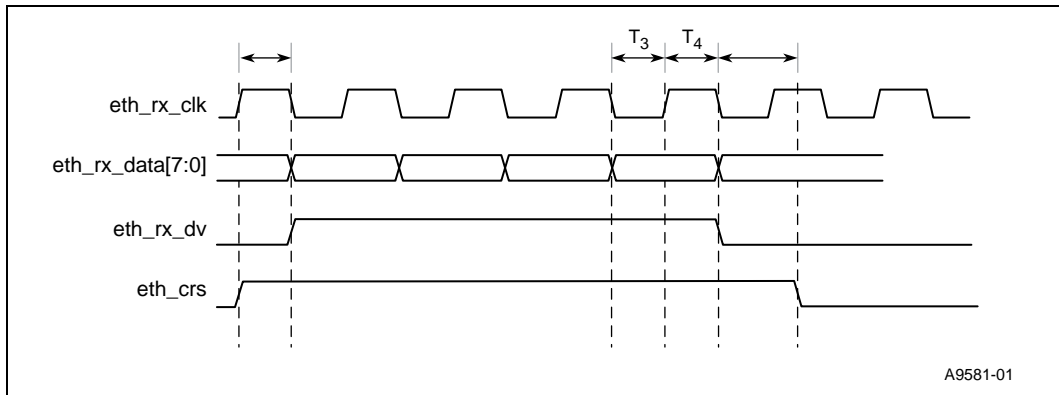 T3 T4
eth_rx_clk
eth_rx_data[7:0]
eth_rx_dv
eth_crs
A9581-01